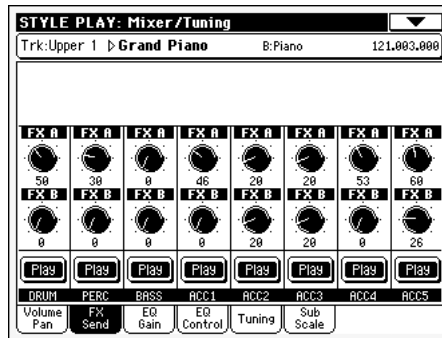 STYLE PLAY: Mixer/Tuning
Trk:Upper 1 Grand Piano B:Piano 121.003.000
FX A FX A FX A FX A FX A FX A FX A FX A
50 30 0 46 20 20 53 60
FX B FX B FX B FX B FX B FX B FX B FX B
0 0 0 0 20 20 0 26
Play Play Play Play Play Play Play Play
DRUM PERC BASS ACC1 ACC2 ACC3 ACC4 ACC5
Volume Pan FX Send EQ Gain EQ Control Tuning Sub Scale